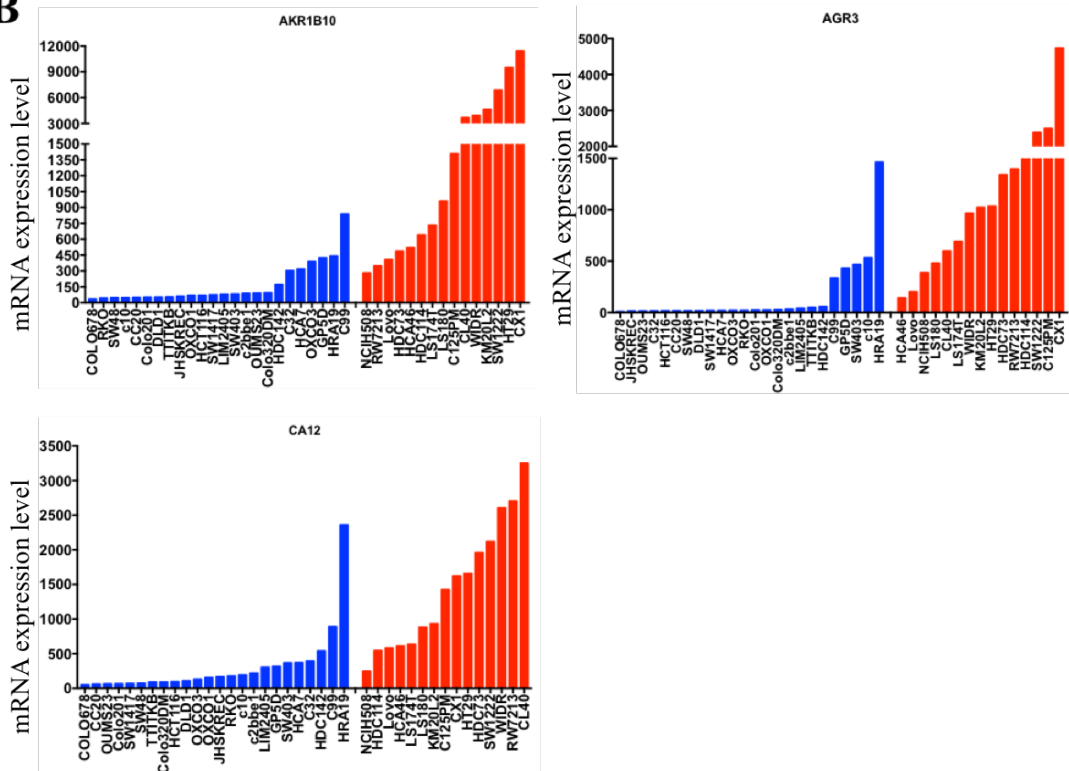 B
AKR1B10
mRNA expression level
12000
9000
6000
3000
1500
1350
1200
1050
900
750
600
450
300
150
0
COLO678
RKO
SW48
c10
CC20
Colo201
DLD1
TTITKB
JHSKREC
OXCO1
HCT116
SW1417
LIM2405
SW403
c2bbe1
OUMS23
Colo320DM
HDC142
C32
HCA7
OXCO3
GP5D
HRA19
C99
NCIH508
RW7213
Lovo
HDC73
HCA46
HDC114
LS174T
LS180
C125PM
CL40
WIDR
KM20L2
SW1222
HT29
CX1
AGR3
mRNA expression level
5000
4000
3000
2000
1500
1000
500
0
COLO678
JHSKREC
OUMS23
C32
HCT116
CC20
SW48
DLD1
SW1417
HCA7
OXCO3
RKO
Colo201
OXCO1
Colo320DM
c2bbe1
LIM2405
TTITKB
HDC142
C99
GP5D
SW403
c10
HRA19
HCA46
Lovo
NCIH508
LS180
CL40
LS174T
WIDR
KM20L2
HT29
HDC73
RW7213
HDC114
SW1222
C125PM
CX1
CA12
mRNA expression level
3500
3000
2500
2000
1500
1000
500
0
COLO678
CC20
OUMS23
Colo201
SW1417
SW48
TTITKB
Colo320DM
HCT116
DLD1
OXCO3
OXCO1
JHSKREC
RKO
c10
c2bbe1
LIM2405
GP5D
SW403
HCA7
C32
HDC142
C99
HRA19
NCIH508
HDC114
Lovo
HCA46
LS174T
LS180
KM20L2
C125PM
CX1
HT29
HDC73
SW1222
WIDR
RW7213
CL40